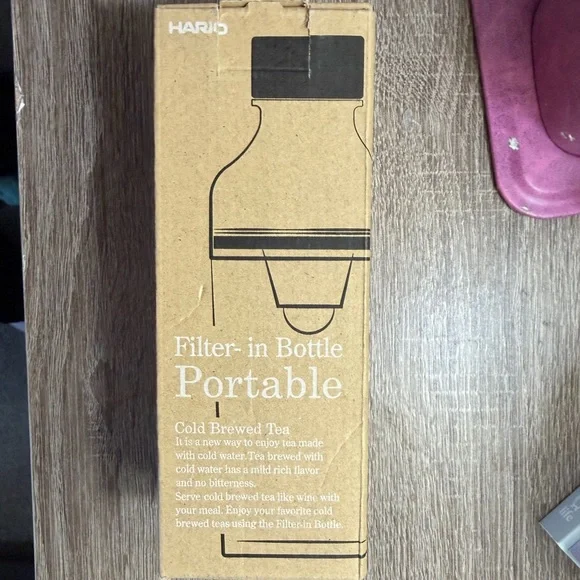 HARIO
Filter- in Bottle
Portable
Cold Brewed Tea
It is a new way to enjoy tea made
with cold water. Tea brewed with
cold water has a mild rich flavor
and no bitterness.
Serve cold brewed tea like wine with
your meal. Enjoy your favorite cold
brewed teas using the Filter-in Bottle.